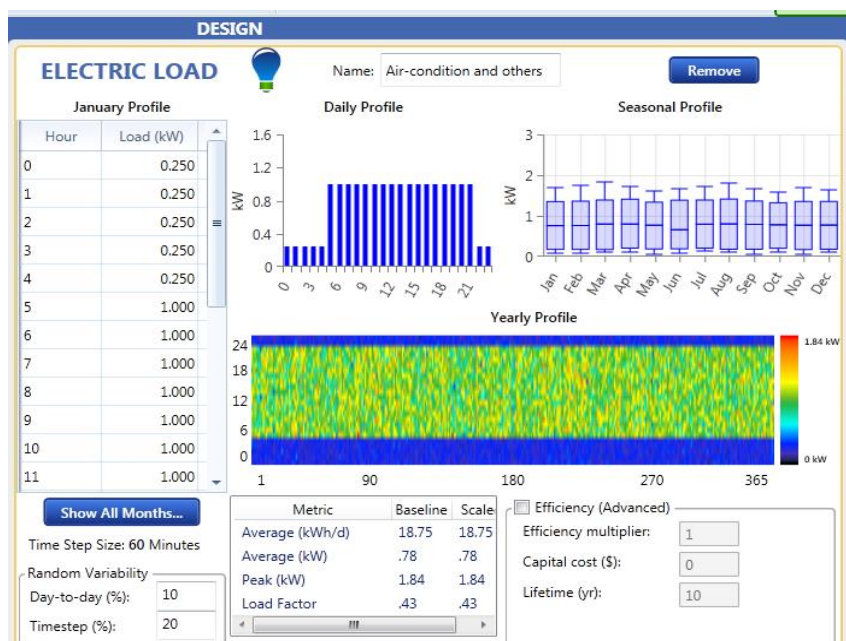 DESIGN
ELECTRIC LOAD
Name: Air-condition and others
Remove
January Profile
Hour Load (kW)
0 0.250
1 0.250
2 0.250
3 0.250
4 0.250
5 1.000
6 1.000
7 1.000
8 1.000
9 1.000
10 1.000
11 1.000
Show All Months...
Time Step Size: 60 Minutes
Random Variability
Day-to-day (%): 10
Timestep (%): 20
Daily Profile
kW
1.6
1.2
0.8
0.4
0
0 3 6 9 12 15 18 21
Seasonal Profile
kW
3
2
1
0
Jan Feb Mar Apr May Jun Jul Aug Sep Oct Nov Dec
Yearly Profile
24
18
12
6
0
1 90 180 270 365
1.84 kW
0 kW
Metric Baseline Scale
Average (kWh/d) 18.75 18.75
Average (kW) .78 .78
Peak (kW) 1.84 1.84
Load Factor .43 .43
Efficiency (Advanced)
Efficiency multiplier: 1
Capital cost ($): 0
Lifetime (yr): 10